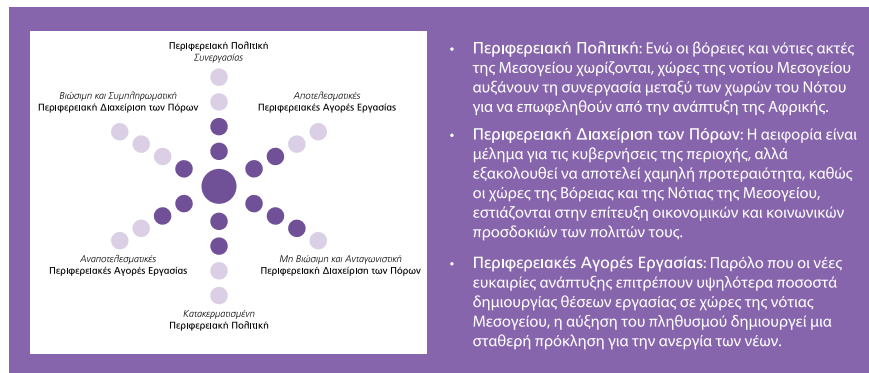 Περιφερειακή Πολιτική
Συνεργασίας
Βιώσιμη και Συμπληρωματική
Περιφερειακή Διαχείριση των Πόρων
Αποτελεσματικές
Περιφερειακές Αγορές Εργασίας
Αναποτελεσματικές
Περιφερειακές Αγορές Εργασίας
Μη Βιώσιμη και Ανταγωνιστική
Περιφερειακή Διαχείριση των Πόρων
Κατακερματισμένη
Περιφερειακή Πολιτική
• Περιφερειακή Πολιτική: Ενώ οι βόρειες και νότιες ακτές
της Μεσογείου χωρίζονται, χώρες της νοτίου Μεσογείου
αυξάνουν τη συνεργασία μεταξύ των χωρών του Νότου
για να επωφεληθούν από την ανάπτυξη της Αφρικής.
• Περιφερειακή Διαχείριση των Πόρων: Η αειφορία είναι
μέλημα για τις κυβερνήσεις της περιοχής, αλλά
εξακολουθεί να αποτελεί χαμηλή προτεραιότητα, καθώς
οι χώρες της Βόρειας και της Νότιας της Μεσογείου,
εστιάζονται στην επίτευξη οικονομικών και κοινωνικών
προσδοκιών των πολιτών τους.
• Περιφερειακές Αγορές Εργασίας: Παρόλο που οι νέες
ευκαιρίες ανάπτυξης επιτρέπουν υψηλότερα ποσοστά
δημιουργίας θέσεων εργασίας σε χώρες της νότιας
Μεσογείου, η αύξηση του πληθυσμού δημιουργεί μια
σταθερή πρόκληση για την ανεργία των νέων.